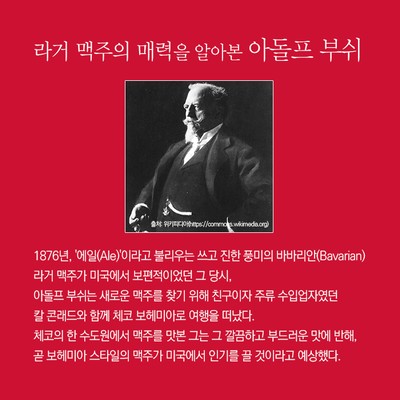 라거 맥주의 매력을 알아본 아돌프 부쉬
출처: 위키피디아(https://commons.wikimedia.org)
1876년, '에일(Ale)'이라고 불리우는 쓰고 진한 풍미의 바바리안(Bavarian)
라거 맥주가 미국에서 보편적이었던 그 당시,
아돌프 부쉬는 새로운 맥주를 찾기 위해 친구이자 주류 수입업자였던
칼 콘래드와 함께 체코 보헤미아로 여행을 떠났다.
체코의 한 수도원에서 맥주를 맛본 그는 그 깔끔하고 부드러운 맛에 반해,
곧 보헤미아 스타일의 맥주가 미국에서 인기를 끌 것이라고 예상했다.